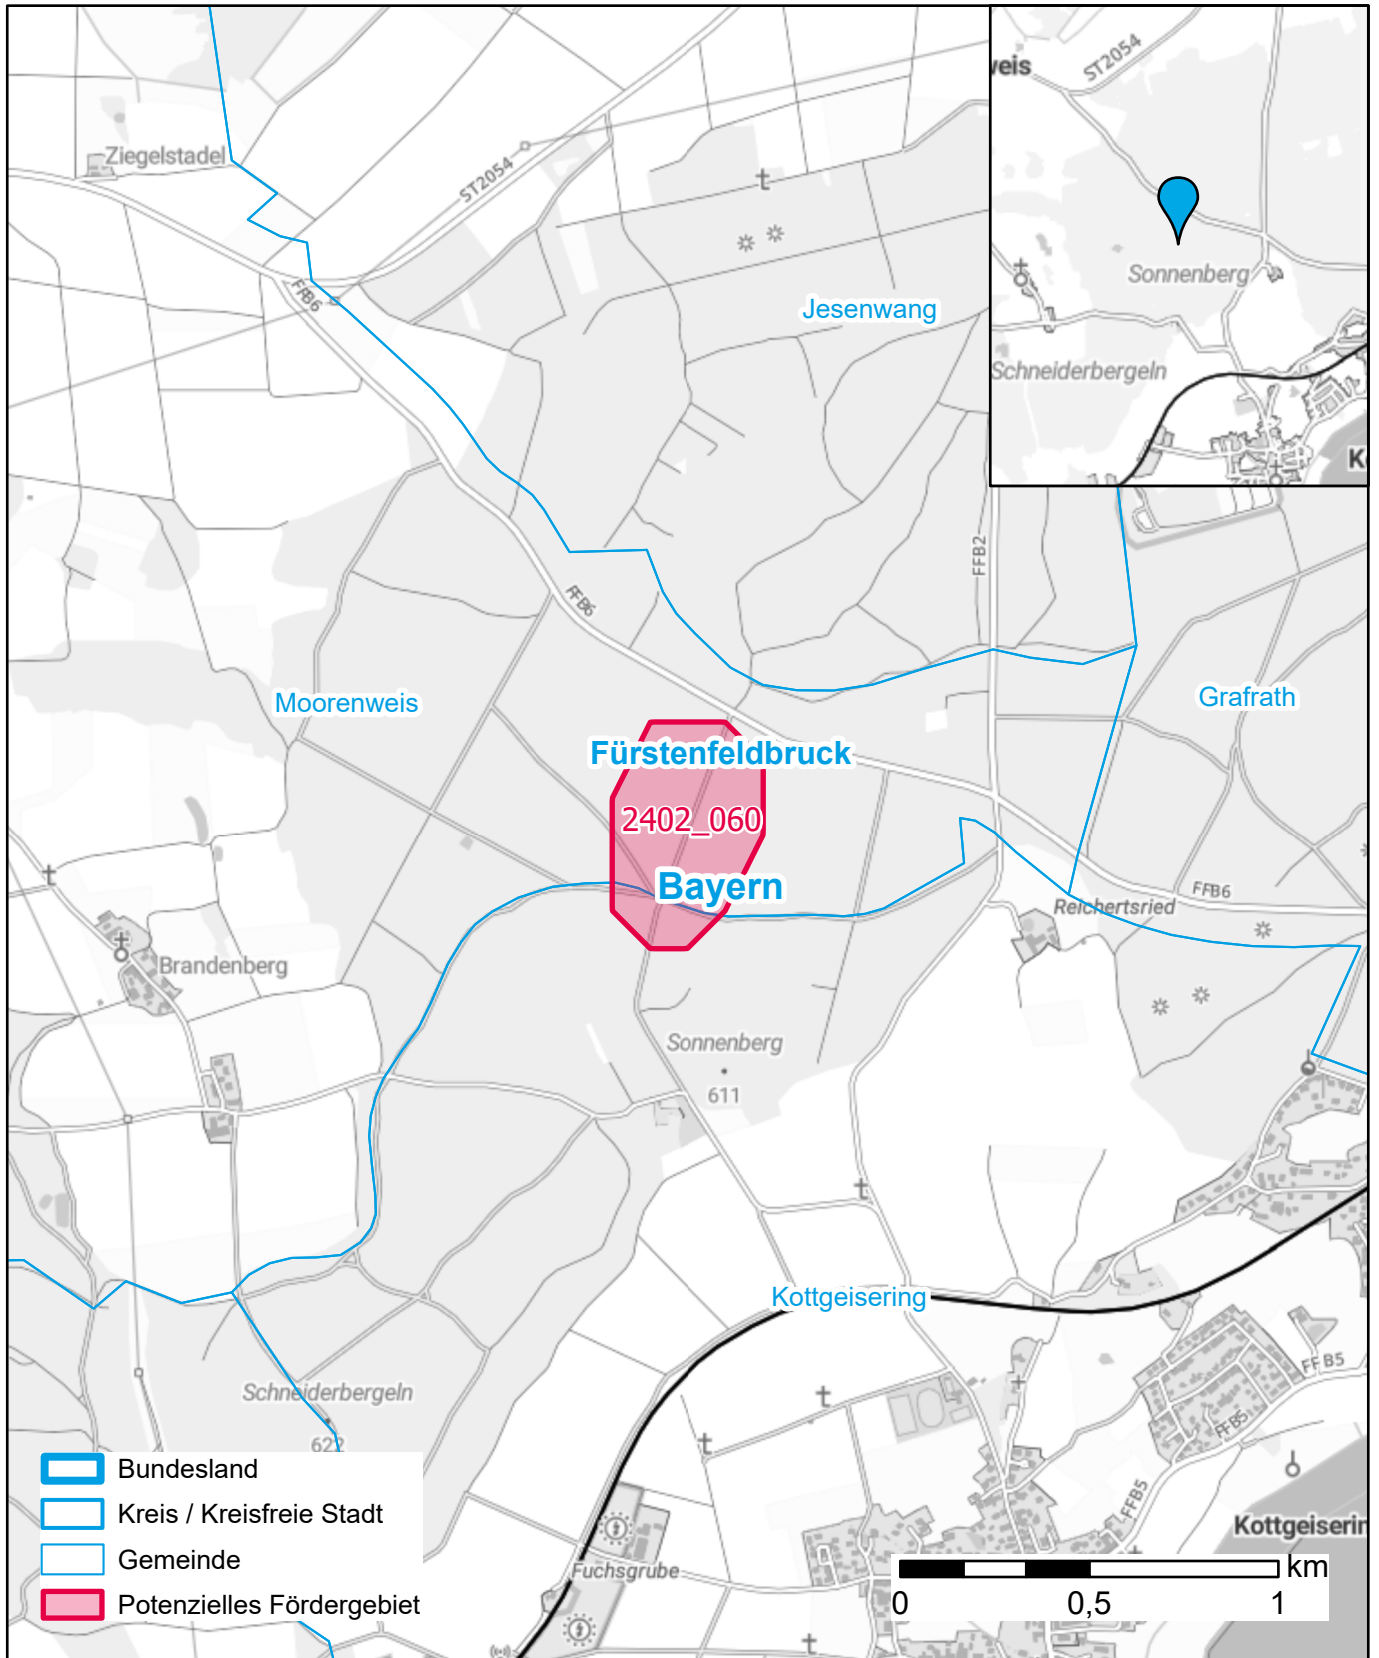 Ziegelstadel
ST2054
FFB6
Jesenwang
ST2054
Sonnenberg
Schneiderbergeln
FFB2
FFB6
Moorenweis
Grafrath
Fürstenfeldbruck
2402_060
Bayern
FFB6
Reichertsried
Brandenberg
Sonnenberg
611
Kottgeisering
FFB5
Schneiderbergeln
622
FFB5
FFB5
Kottgeiserin
Fuchsgrube
Bundesland
Kreis / Kreisfreie Stadt
Gemeinde
Potenzielles Fördergebiet
km
0
0,5
1